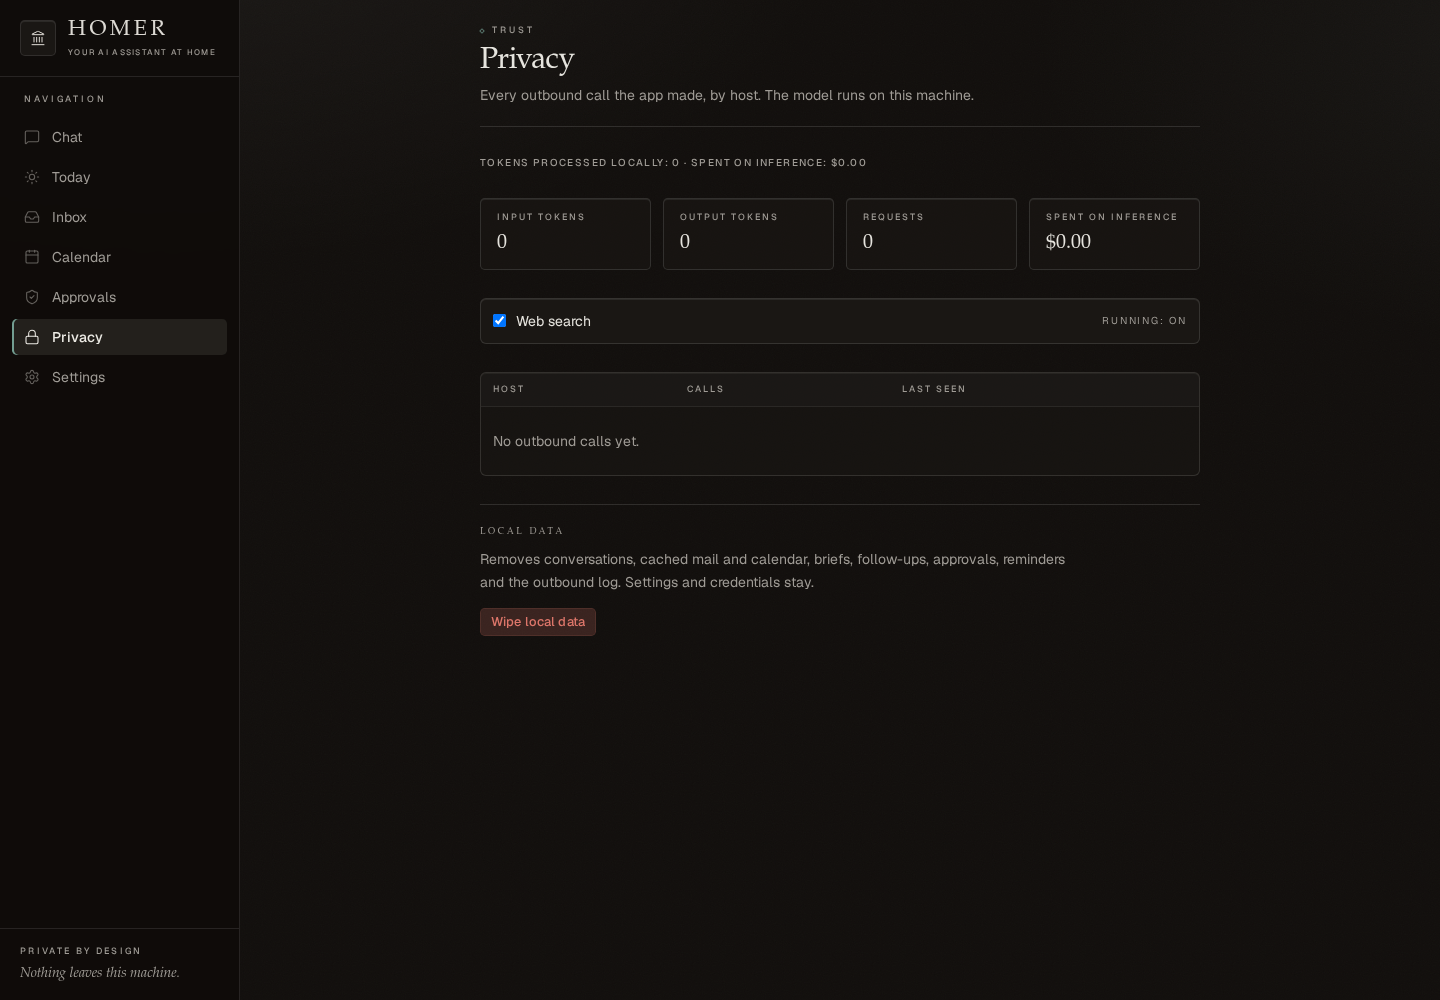 HOMER
YOUR AI ASSISTANT AT HOME
NAVIGATION
Chat
Today
Inbox
Calendar
Approvals
Privacy
Settings
PRIVATE BY DESIGN
Nothing leaves this machine.
TRUST
Privacy
Every outbound call the app made, by host. The model runs on this machine.
TOKENS PROCESSED LOCALLY: 0 · SPENT ON INFERENCE: $0.00
INPUT TOKENS
0
OUTPUT TOKENS
0
REQUESTS
0
SPENT ON INFERENCE
$0.00
Web search
RUNNING: ON
HOST CALLS LAST SEEN
No outbound calls yet.
LOCAL DATA
Removes conversations, cached mail and calendar, briefs, follow-ups, approvals, reminders
and the outbound log. Settings and credentials stay.
Wipe local data